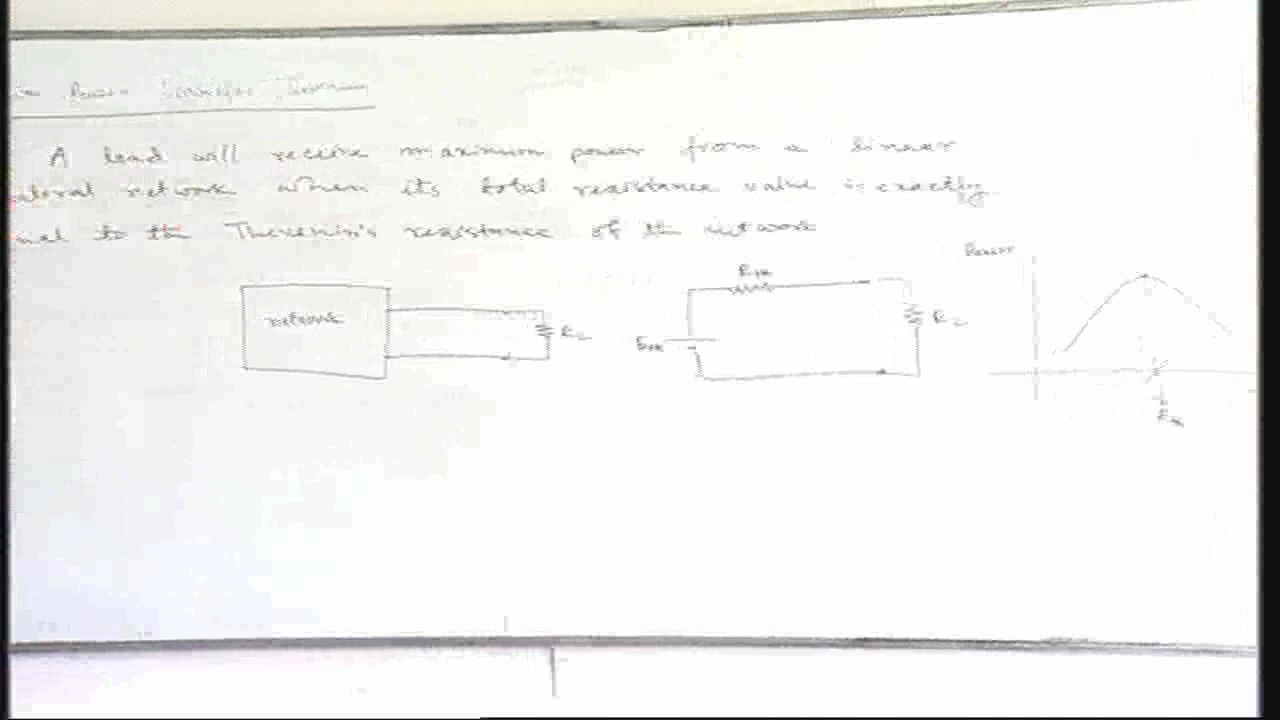 Power Transfer Theorem
A load will receive maximum power from a linear
network when its total resistance value is exactly
to the Thevenin's resistance of the network
Power
RTH
network
RL
RL
ETH